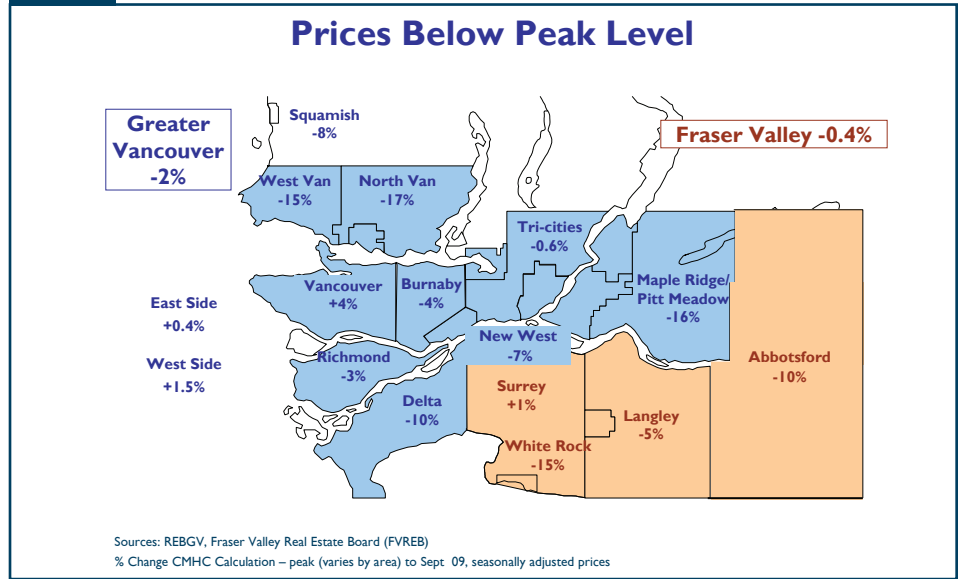 Prices Below Peak Level
Greater
Vancouver
-2%
Squamish
-8%
Fraser Valley -0.4%
West Van
-15%
North Van
-17%
Tri-cities
-0.6%
Vancouver
+4%
Burnaby
-4%
Maple Ridge/
Pitt Meadow
-16%
East Side
+0.4%
New West
-7%
West Side
+1.5%
Richmond
-3%
Abbotsford
-10%
Delta
-10%
Surrey
+1%
Langley
-5%
White Rock
-15%
Sources: REBGV, Fraser Valley Real Estate Board (FVREB)
% Change CMHC Calculation – peak (varies by area) to Sept 09, seasonally adjusted prices